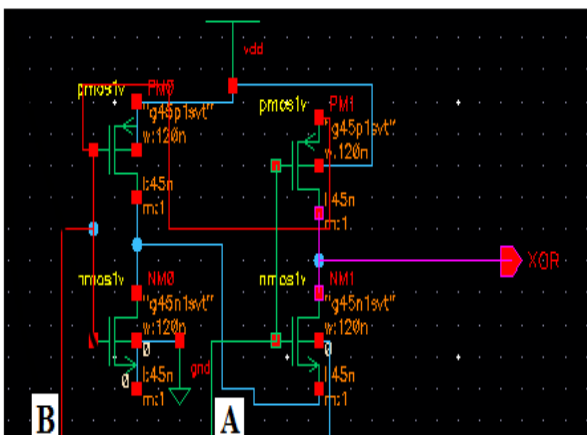 vdd
pmos1v PM0
"g45p1svt"
w:120n
l:45n
m:1
pmos1v PM1
"g45p1svt"
w:120n
l:45n
m:1
nmos1v NM0
"g45n1svt"
w:120n
0
l:45n
0
m:1
gnd
nmos1v NM1
"g45n1svt"
w:120n
0
l:45n
m:1
XOR
B
A